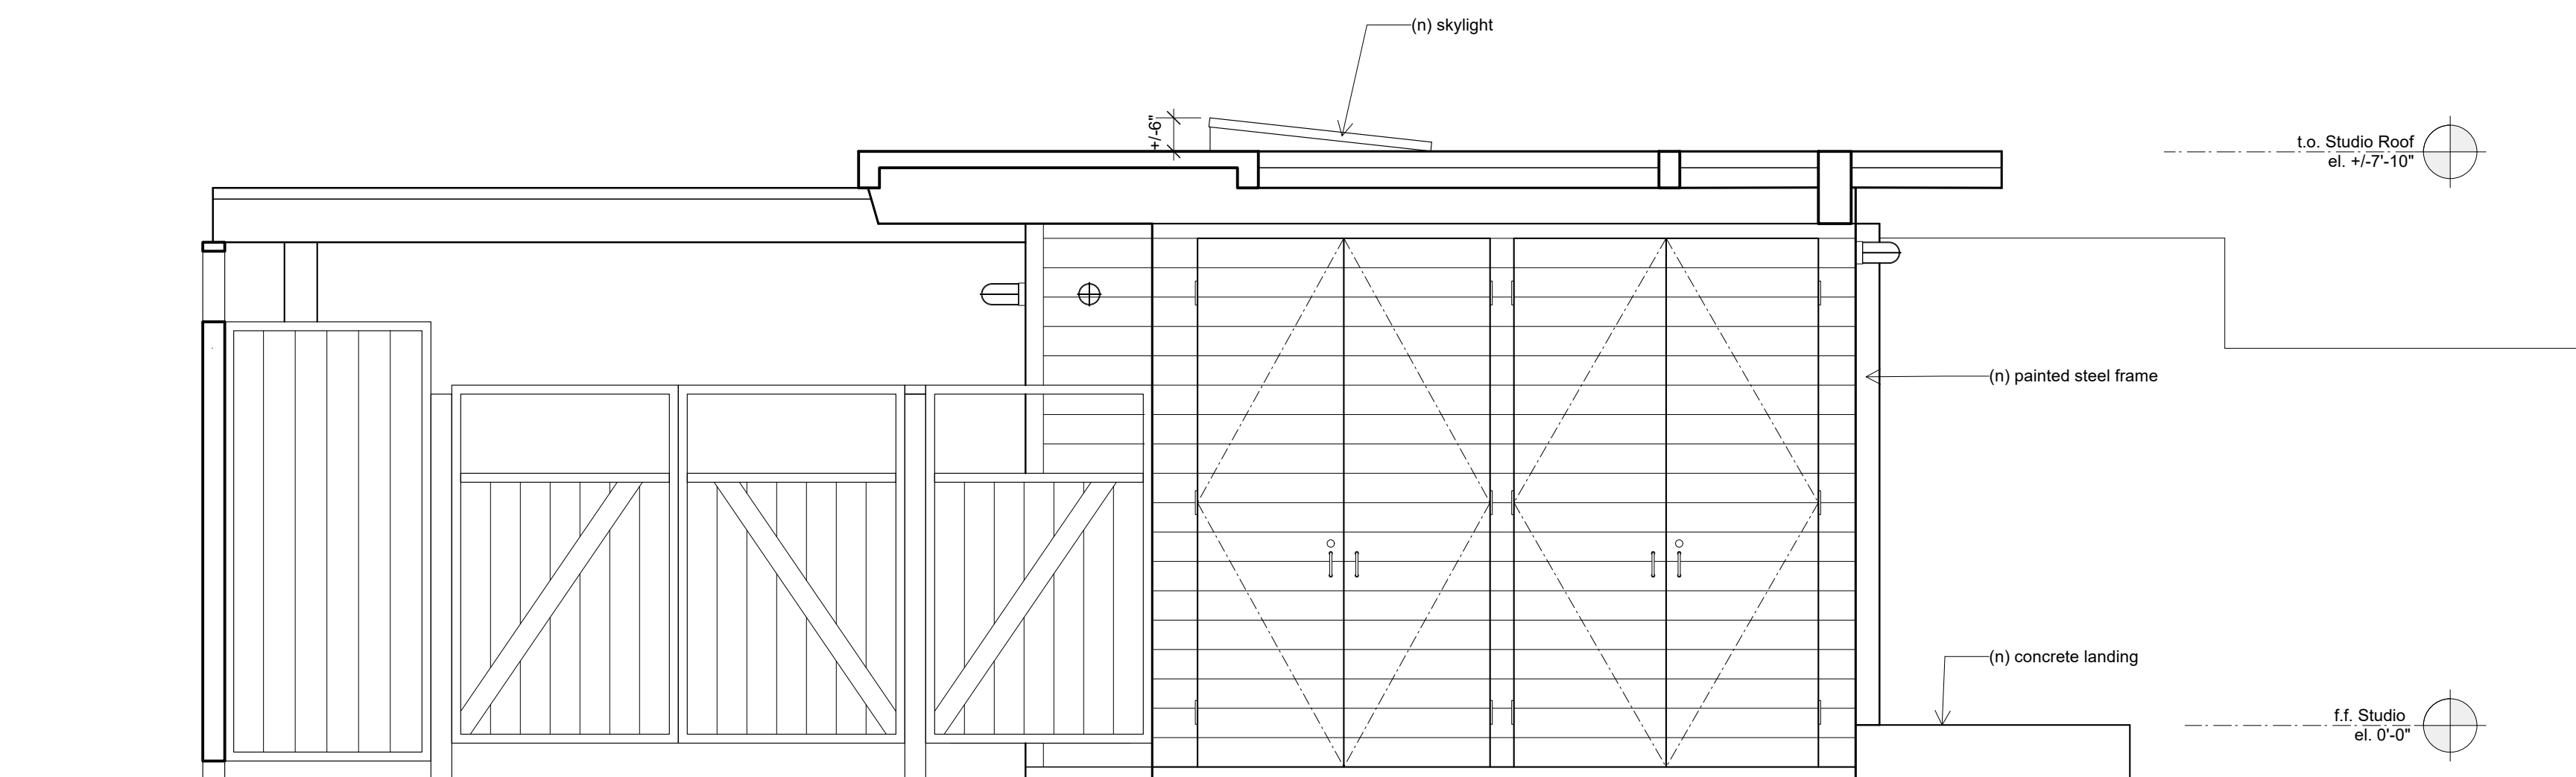 (n) skylight
+/-6"
t.o. Studio Roof
el. +/-7'-10"
(n) painted steel frame
(n) concrete landing
f.f. Studio
el. 0'-0"